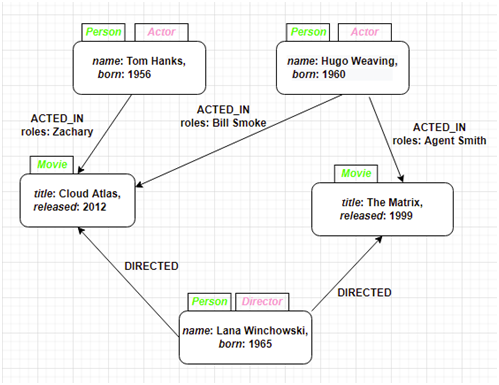 Person Actor
name: Tom Hanks,
born: 1956
Person Actor
name: Hugo Weaving,
born: 1960
ACTED_IN
roles: Zachary
ACTED_IN
roles: Bill Smoke
ACTED_IN
roles: Agent Smith
Movie
title: Cloud Atlas,
released: 2012
Movie
title: The Matrix,
released: 1999
DIRECTED
DIRECTED
Person Director
name: Lana Winchowski,
born: 1965